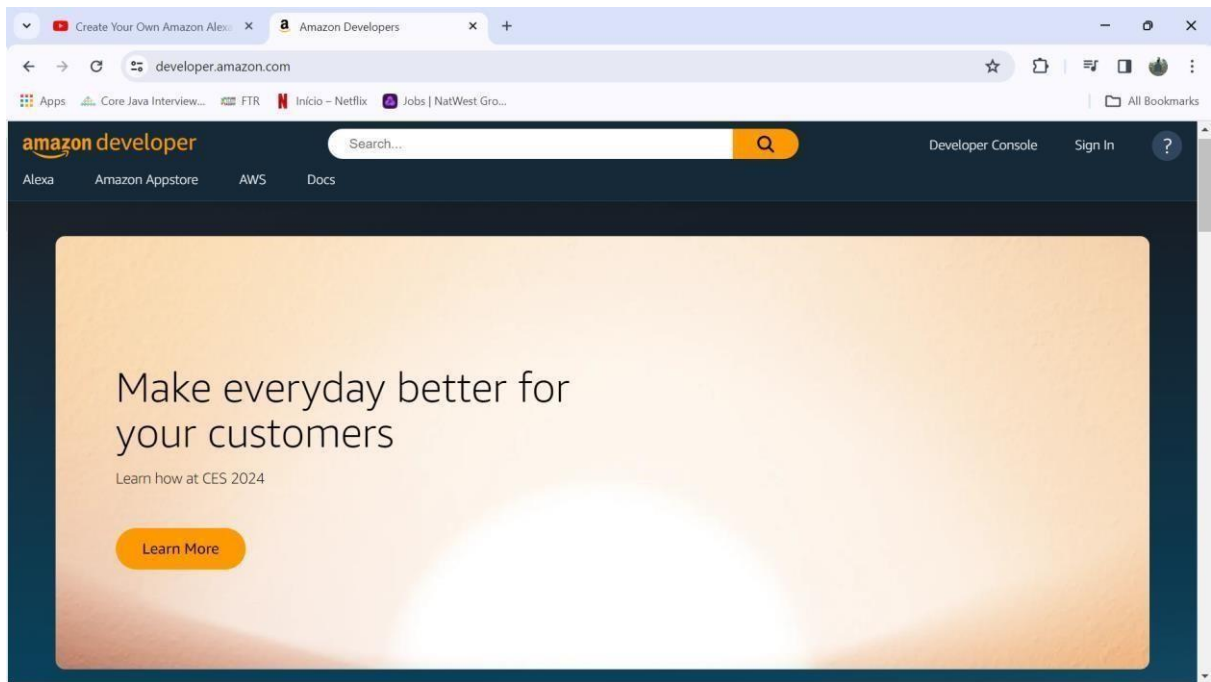 Create Your Own Amazon Alex
Amazon Developers
developer.amazon.com
Apps
Core Java Interview...
FTR
Início – Netflix
Jobs | NatWest Gro...
All Bookmarks
amazon developer
Search...
Developer Console
Sign In
?
Alexa
Amazon Appstore
AWS
Docs
Make everyday better for
your customers
Learn how at CES 2024
Learn More